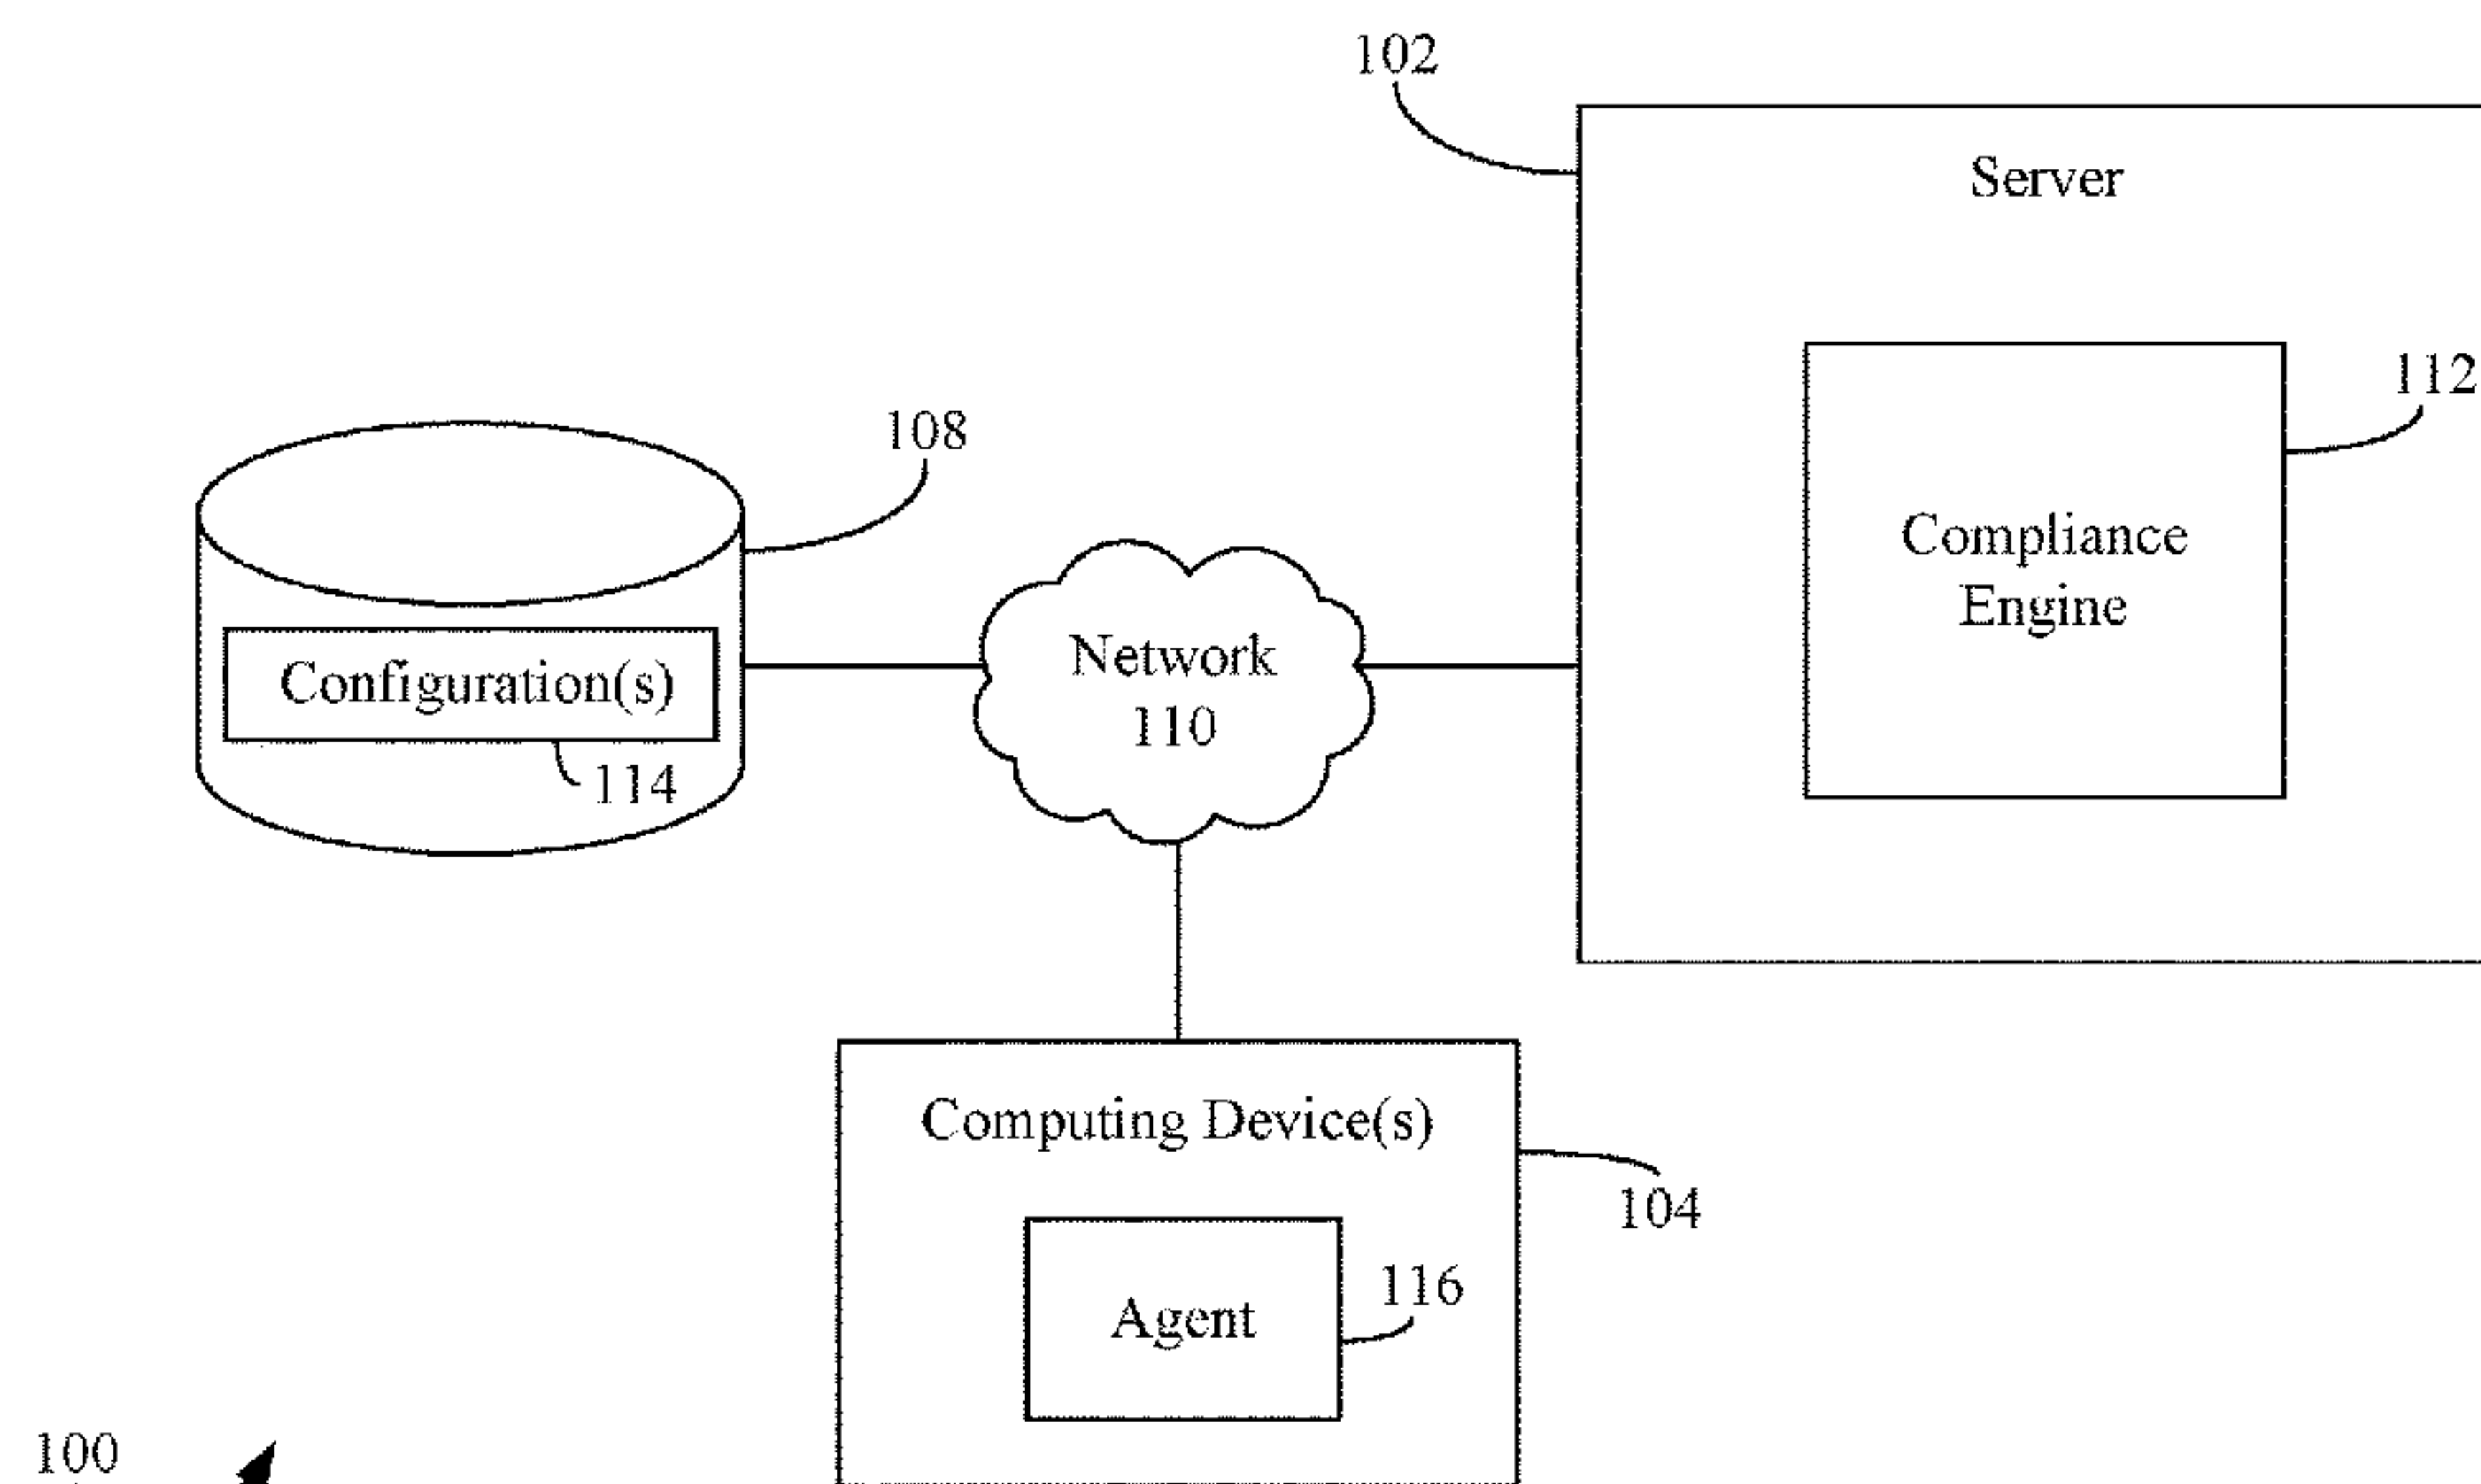 102
Server
112
108
Compliance
Engine
Network
110
Configuration(s)
114
Computing Device(s)
104
116
Agent
100